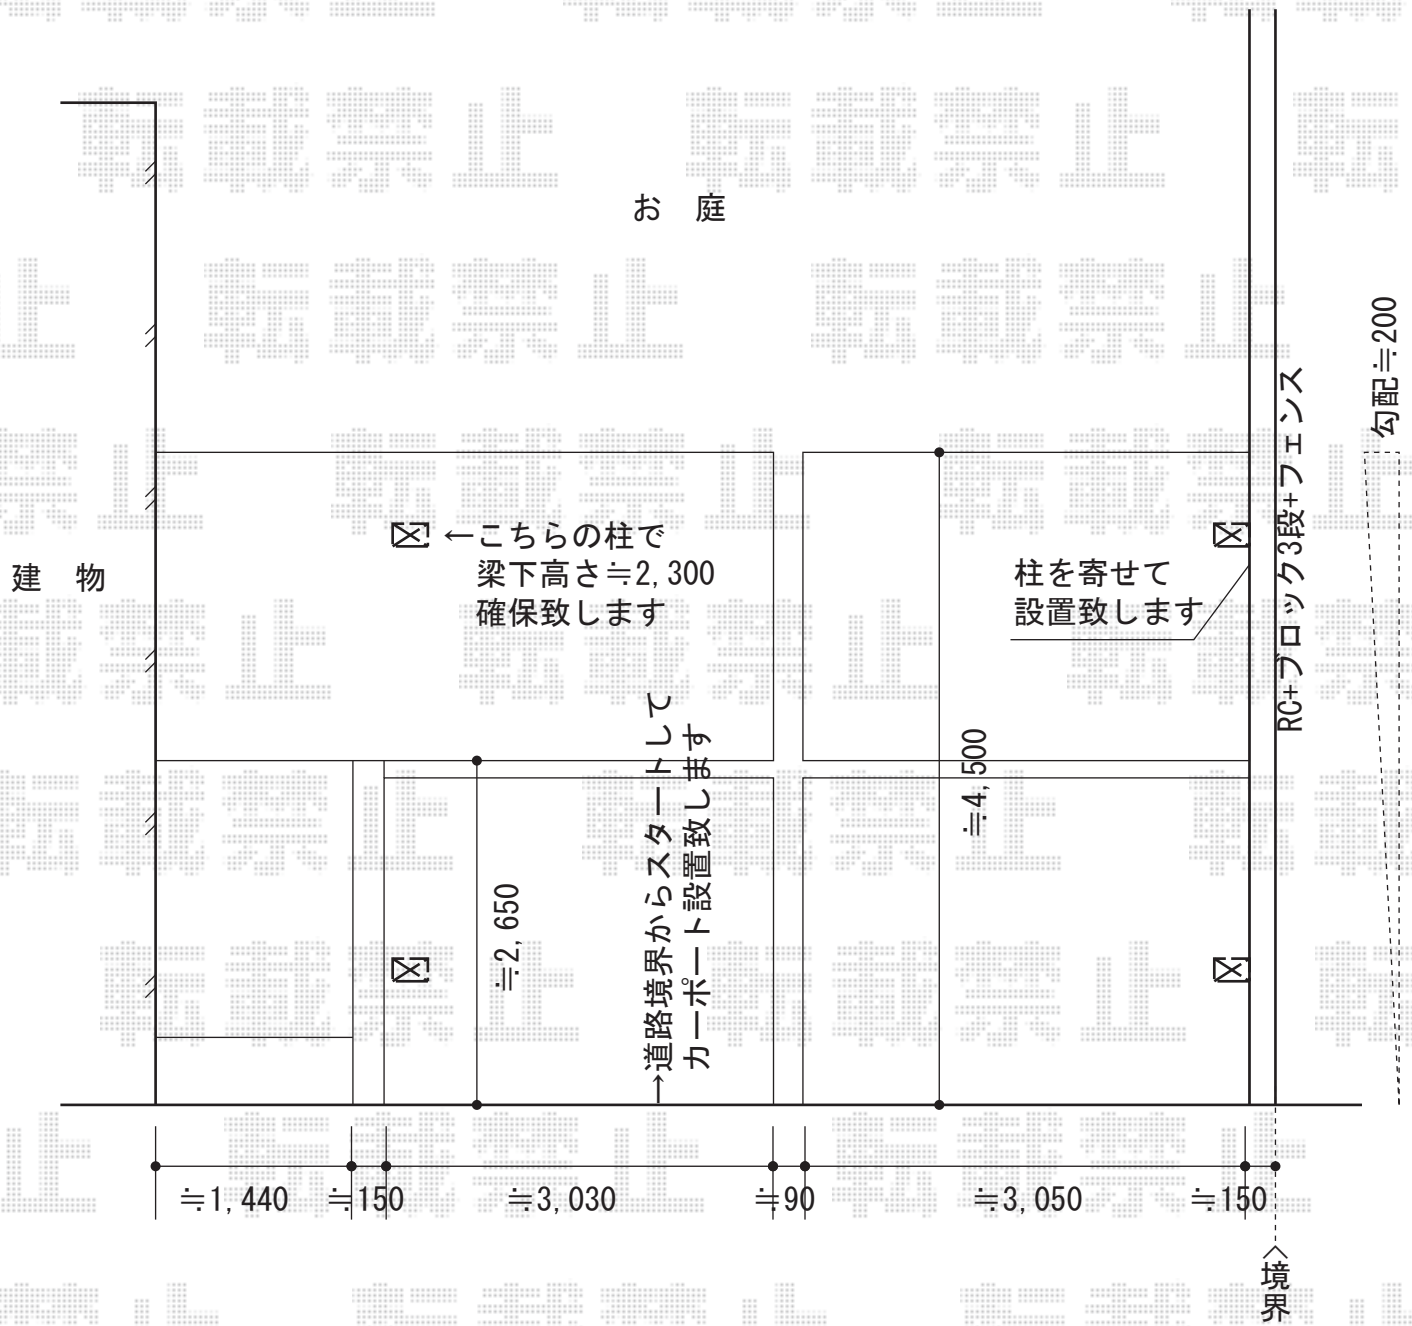 お 庭
勾配≒200
RC+ブロック3段+フェンス
←こちらの柱で
梁下高さ≒2,300
確保致します
建 物
柱を寄せて
設置致します
→道路境界からスタートして
カーポート設置致します
≒4,500
≒2,650
≒1,440
≒150
≒3,030
≒90
≒3,050
≒150
境界
転載禁止